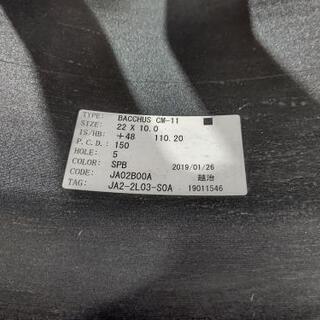 TYPE: BACCHUS CM-11
SIZE: 22 X 10.0
IS/HB: +48 110.20
P.C.D.: 150
HOLE: 5
COLOR: SPB 2019/01/26
CODE: JA02B00A 越治
TAG: JA2-2L03-S0A 19011546